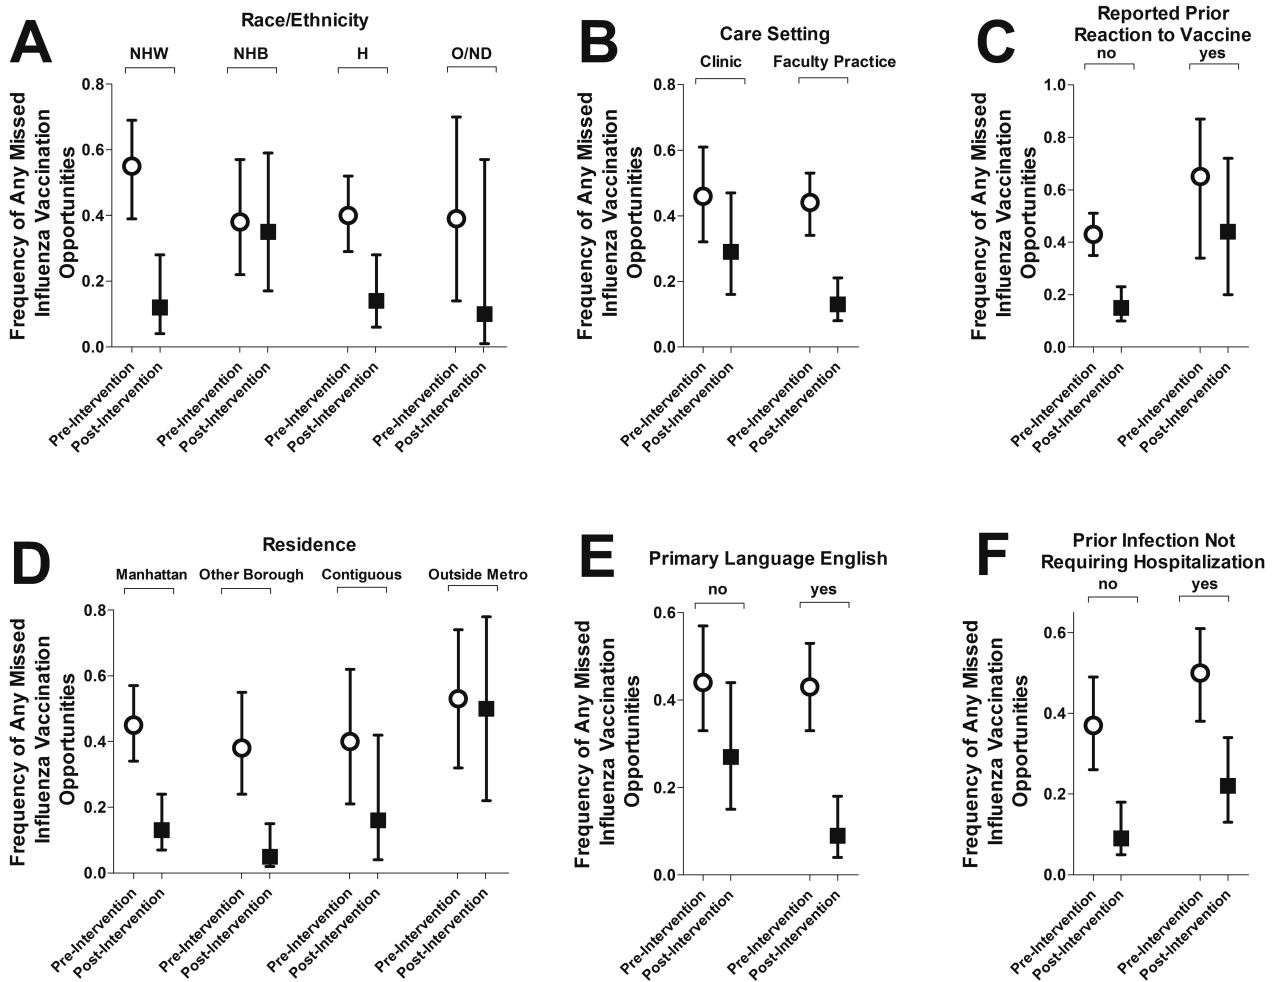 A
Race/Ethnicity
NHW NHB H O/ND
Frequency of Any Missed
Influenza Vaccination
Opportunities
0.8
0.6
0.4
0.2
0.0
Pre-Intervention
Post-Intervention
Pre-Intervention
Post-Intervention
Pre-Intervention
Post-Intervention
Pre-Intervention
Post-Intervention
B
Care Setting
Clinic Faculty Practice
Frequency of Any Missed
Influenza Vaccination
Opportunities
0.8
0.6
0.4
0.2
0.0
Pre-Intervention
Post-Intervention
Pre-Intervention
Post-Intervention
C
Reported Prior
Reaction to Vaccine
no yes
Frequency of Any Missed
Influenza Vaccination
Opportunities
1.0
0.8
0.6
0.4
0.2
0.0
Pre-Intervention
Post-Intervention
Pre-Intervention
Post-Intervention
D
Residence
Manhattan Other Borough Contiguous Outside Metro
Frequency of Any Missed
Influenza Vaccination
Opportunities
0.8
0.6
0.4
0.2
0.0
Pre-Intervention
Post-Intervention
Pre-Intervention
Post-Intervention
Pre-Intervention
Post-Intervention
Pre-Intervention
Post-Intervention
E
Primary Language English
no yes
Frequency of Any Missed
Influenza Vaccination
Opportunities
0.6
0.4
0.2
0.0
Pre-Intervention
Post-Intervention
Pre-Intervention
Post-Intervention
F
Prior Infection Not
Requiring Hospitalization
no yes
Frequency of Any Missed
Influenza Vaccination
Opportunities
0.6
0.4
0.2
0.0
Pre-Intervention
Post-Intervention
Pre-Intervention
Post-Intervention